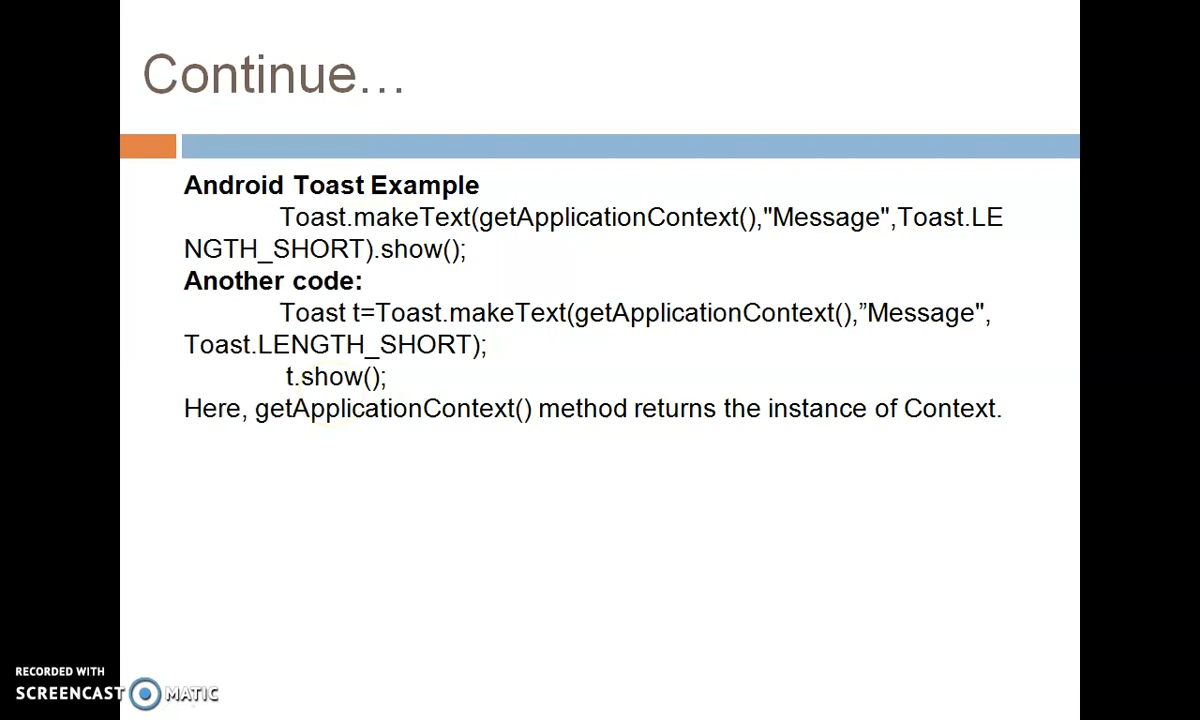 Continue...
Android Toast Example
Toast.makeText(getApplicationContext(),"Message",Toast.LE
NGTH_SHORT).show();
Another code:
Toast t=Toast.makeText(getApplicationContext(),”Message",
Toast.LENGTH_SHORT);
t.show();
Here, getApplicationContext() method returns the instance of Context.
RECORDED WITH
SCREENCAST MATIC